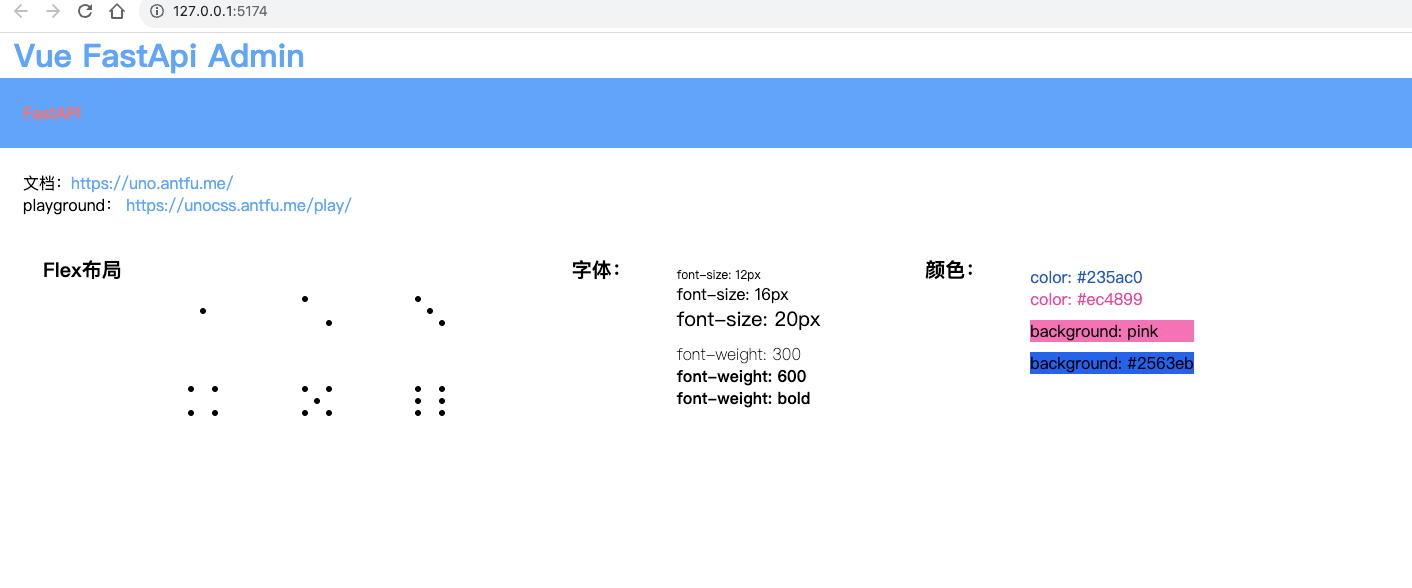 127.0.0.1:5174
Vue FastApi Admin
FastAPI
文档：https://uno.antfu.me/
playground： https://unocss.antfu.me/play/
Flex布局
字体：
font-size: 12px
font-size: 16px
font-size: 20px
font-weight: 300
font-weight: 600
font-weight: bold
颜色：
color: #235ac0
color: #ec4899
background: pink
background: #2563eb